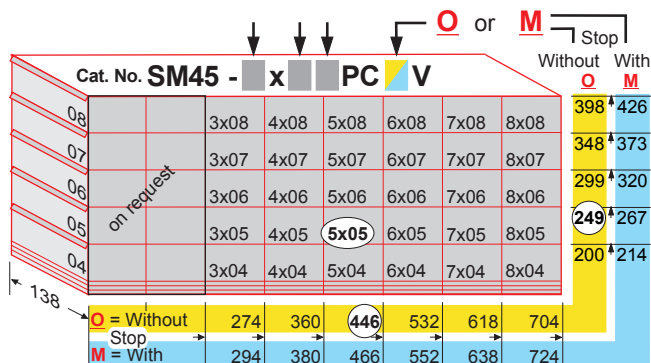 O or M
Stop
Without With
O M
Cat. No. SM45 - x PC V
398 426
08 3x08 4x08 5x08 6x08 7x08 8x08
348 373
07 3x07 4x07 5x07 6x07 7x07 8x07
299 320
06 3x06 4x06 5x06 6x06 7x06 8x06
on request
249 267
05 3x05 4x05 5x05 6x05 7x05 8x05
200 214
04 3x04 4x04 5x04 6x04 7x04 8x04
138
O = Without 274 360 446 532 618 704
Stop
M = With 294 380 466 552 638 724